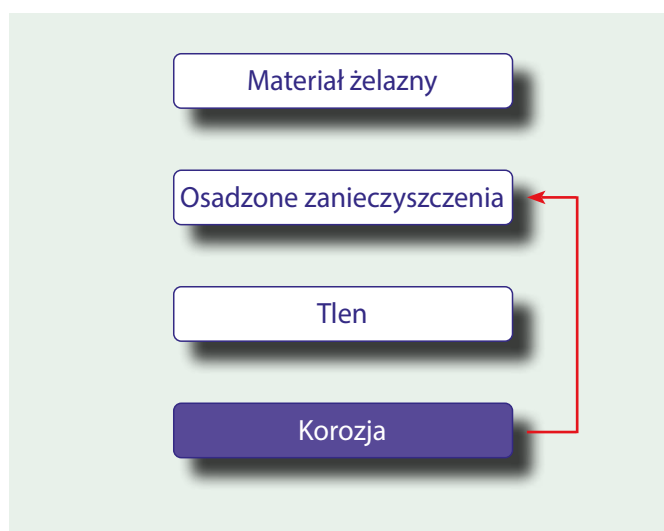 Materiał żelazny
Osadzone zanieczyszczenia
Tlen
Korozja